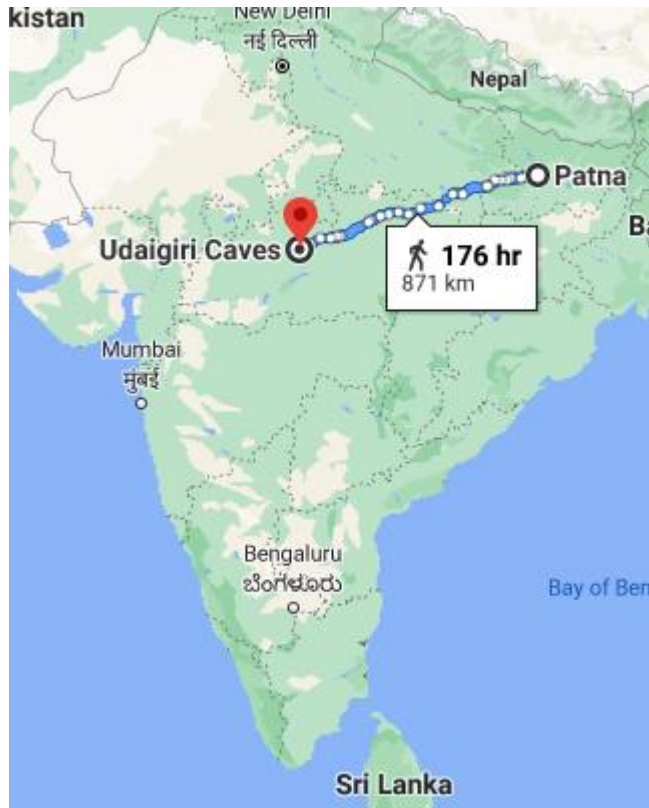 kistan
New Delhi
नई दिल्ली
Nepal
Patna
Udaigiri Caves
176 hr
871 km
Ba
Mumbai
मुंबई
Bengaluru
ಬೆಂಗಳೂರು
Bay of Ben
Sri Lanka